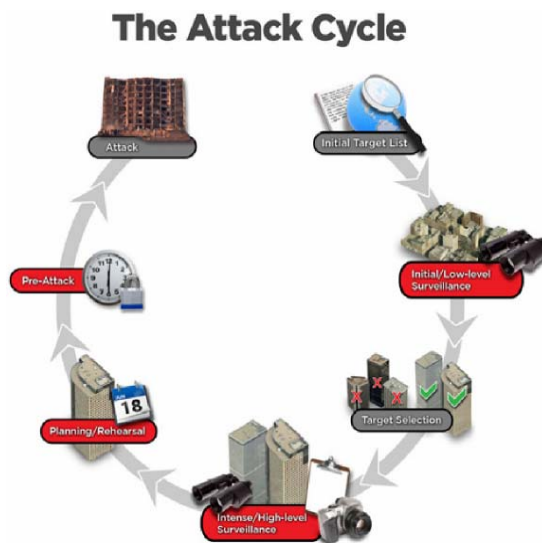 The Attack Cycle
Initial Target List
Initial/Low-level
Surveillance
Target Selection
Intense/High-level
Surveillance
Planning/Rehearsal
JUN
18
Pre-Attack
Attack